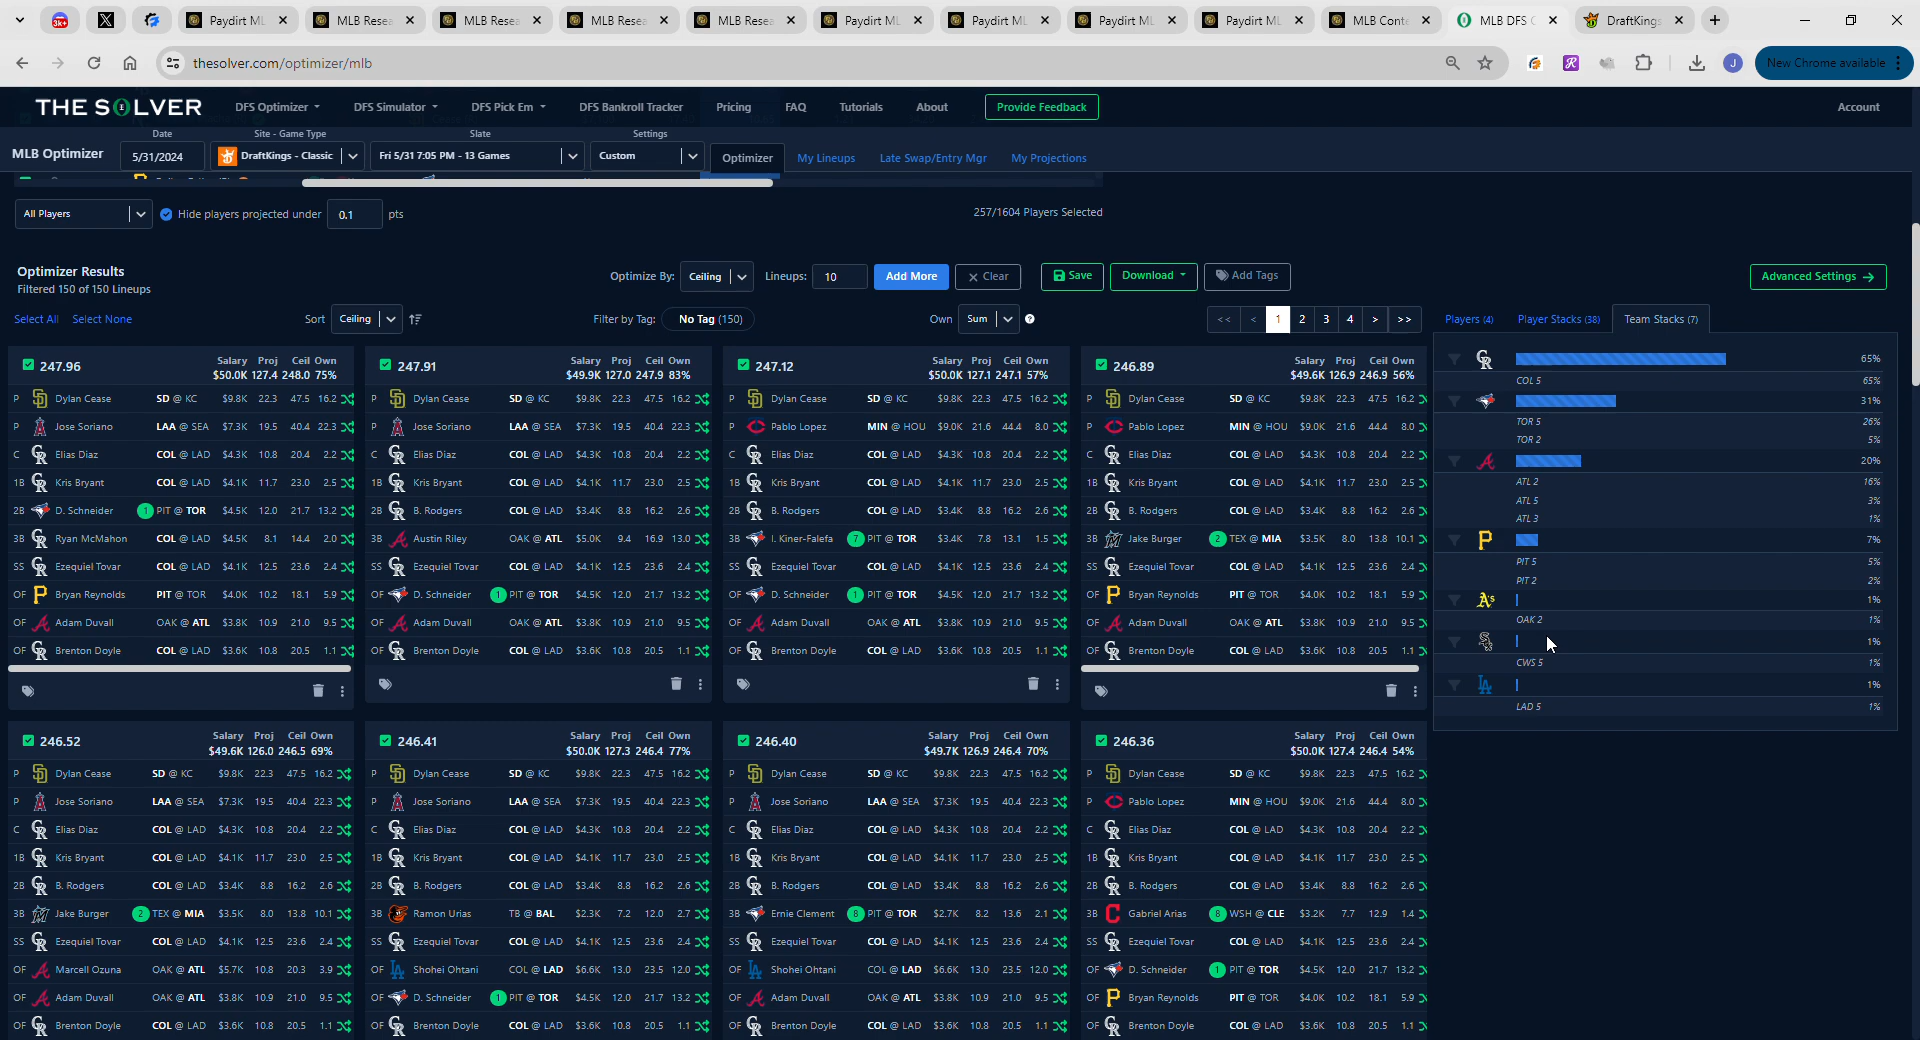 3k+
Paydirt ML
MLB Resea
MLB Resea
MLB Resea
MLB Resea
Paydirt ML
Paydirt ML
Paydirt ML
Paydirt ML
MLB Cont
MLB DFS
DraftKings
thesolver.com/optimizer/mlb
J
New Chrome available
THE SOLVER
DFS Optimizer
DFS Simulator
DFS Pick Em
DFS Bankroll Tracker
Pricing
FAQ
Tutorials
About
Provide Feedback
Account
MLB Optimizer
Date
5/31/2024
Site - Game Type
DraftKings - Classic
Slate
Fri 5/31 7:05 PM - 13 Games
Settings
Custom
Optimizer
My Lineups
Late Swap/Entry Mgr
My Projections
All Players
Hide players projected under 0.1 pts
257/1604 Players Selected
Optimizer Results
Filtered 150 of 150 Lineups
Optimize By: Ceiling
Lineups: 10
Add More
Clear
Save
Download
Add Tags
Advanced Settings →
Select All
Select None
Sort Ceiling
Filter by Tag: No Tag (150)
Own Sum
<< < 1 2 3 4 > >>
Players (4)
Player Stacks (38)
Team Stacks (7)
247.96
Salary Proj Ceil Own
$50.0K 127.4 248.0 75%
P Dylan Cease SD @ KC $9.8K 22.3 47.5 16.2
P Jose Soriano LAA @ SEA $7.3K 19.5 40.4 22.3
C Elias Diaz COL @ LAD $4.3K 10.8 20.4 2.2
1B Kris Bryant COL @ LAD $4.1K 11.7 23.0 2.5
2B D. Schneider 1 PIT @ TOR $4.5K 12.0 21.7 13.2
3B Ryan McMahon COL @ LAD $4.5K 8.1 14.4 2.0
SS Ezequiel Tovar COL @ LAD $4.1K 12.5 23.6 2.4
OF Bryan Reynolds PIT @ TOR $4.0K 10.2 18.1 5.9
OF Adam Duvall OAK @ ATL $3.8K 10.9 21.0 9.5
OF Brenton Doyle COL @ LAD $3.6K 10.8 20.5 1.1
247.91
Salary Proj Ceil Own
$49.9K 127.0 247.9 83%
P Dylan Cease SD @ KC $9.8K 22.3 47.5 16.2
P Jose Soriano LAA @ SEA $7.3K 19.5 40.4 22.3
C Elias Diaz COL @ LAD $4.3K 10.8 20.4 2.2
1B Kris Bryant COL @ LAD $4.1K 11.7 23.0 2.5
2B B. Rodgers COL @ LAD $3.4K 8.8 16.2 2.6
3B Austin Riley OAK @ ATL $5.0K 9.4 16.9 13.0
SS Ezequiel Tovar COL @ LAD $4.1K 12.5 23.6 2.4
OF D. Schneider 1 PIT @ TOR $4.5K 12.0 21.7 13.2
OF Adam Duvall OAK @ ATL $3.8K 10.9 21.0 9.5
OF Brenton Doyle COL @ LAD $3.6K 10.8 20.5 1.1
247.12
Salary Proj Ceil Own
$50.0K 127.1 247.1 57%
P Dylan Cease SD @ KC $9.8K 22.3 47.5 16.2
P Pablo Lopez MIN @ HOU $9.0K 21.6 44.4 8.0
C Elias Diaz COL @ LAD $4.3K 10.8 20.4 2.2
1B Kris Bryant COL @ LAD $4.1K 11.7 23.0 2.5
2B B. Rodgers COL @ LAD $3.4K 8.8 16.2 2.6
3B I. Kiner-Falefa 7 PIT @ TOR $3.4K 7.8 13.1 1.5
SS Ezequiel Tovar COL @ LAD $4.1K 12.5 23.6 2.4
OF D. Schneider 1 PIT @ TOR $4.5K 12.0 21.7 13.2
OF Adam Duvall OAK @ ATL $3.8K 10.9 21.0 9.5
OF Brenton Doyle COL @ LAD $3.6K 10.8 20.5 1.1
246.89
Salary Proj Ceil Own
$49.6K 126.9 246.9 56%
P Dylan Cease SD @ KC $9.8K 22.3 47.5 16.2
P Pablo Lopez MIN @ HOU $9.0K 21.6 44.4 8.0
C Elias Diaz COL @ LAD $4.3K 10.8 20.4 2.2
1B Kris Bryant COL @ LAD $4.1K 11.7 23.0 2.5
2B B. Rodgers COL @ LAD $3.4K 8.8 16.2 2.6
3B Jake Burger 2 TEX @ MIA $3.5K 8.0 13.8 10.1
SS Ezequiel Tovar COL @ LAD $4.1K 12.5 23.6 2.4
OF Bryan Reynolds PIT @ TOR $4.0K 10.2 18.1 5.9
OF Adam Duvall OAK @ ATL $3.8K 10.9 21.0 9.5
OF Brenton Doyle COL @ LAD $3.6K 10.8 20.5 1.1
65%
COL 5 65%
31%
TOR 5 26%
TOR 2 5%
20%
ATL 2 16%
ATL 5 3%
ATL 3 1%
7%
PIT 5 5%
PIT 2 2%
1%
OAK 2 1%
1%
CWS 5 1%
1%
LAD 5 1%
246.52
Salary Proj Ceil Own
$49.6K 126.0 246.5 69%
P Dylan Cease SD @ KC $9.8K 22.3 47.5 16.2
P Jose Soriano LAA @ SEA $7.3K 19.5 40.4 22.3
C Elias Diaz COL @ LAD $4.3K 10.8 20.4 2.2
1B Kris Bryant COL @ LAD $4.1K 11.7 23.0 2.5
2B B. Rodgers COL @ LAD $3.4K 8.8 16.2 2.6
3B Jake Burger 2 TEX @ MIA $3.5K 8.0 13.8 10.1
SS Ezequiel Tovar COL @ LAD $4.1K 12.5 23.6 2.4
OF Marcell Ozuna OAK @ ATL $5.7K 10.8 20.3 3.9
OF Adam Duvall OAK @ ATL $3.8K 10.9 21.0 9.5
OF Brenton Doyle COL @ LAD $3.6K 10.8 20.5 1.1
246.41
Salary Proj Ceil Own
$50.0K 127.3 246.4 77%
P Dylan Cease SD @ KC $9.8K 22.3 47.5 16.2
P Jose Soriano LAA @ SEA $7.3K 19.5 40.4 22.3
C Elias Diaz COL @ LAD $4.3K 10.8 20.4 2.2
1B Kris Bryant COL @ LAD $4.1K 11.7 23.0 2.5
2B B. Rodgers COL @ LAD $3.4K 8.8 16.2 2.6
3B Ramon Urias TB @ BAL $2.3K 7.2 12.0 2.7
SS Ezequiel Tovar COL @ LAD $4.1K 12.5 23.6 2.4
OF Shohei Ohtani COL @ LAD $6.6K 13.0 23.5 12.0
OF D. Schneider 1 PIT @ TOR $4.5K 12.0 21.7 13.2
OF Brenton Doyle COL @ LAD $3.6K 10.8 20.5 1.1
246.40
Salary Proj Ceil Own
$49.7K 126.9 246.4 70%
P Dylan Cease SD @ KC $9.8K 22.3 47.5 16.2
P Jose Soriano LAA @ SEA $7.3K 19.5 40.4 22.3
C Elias Diaz COL @ LAD $4.3K 10.8 20.4 2.2
1B Kris Bryant COL @ LAD $4.1K 11.7 23.0 2.5
2B B. Rodgers COL @ LAD $3.4K 8.8 16.2 2.6
3B Ernie Clement 8 PIT @ TOR $2.7K 8.2 13.6 2.1
SS Ezequiel Tovar COL @ LAD $4.1K 12.5 23.6 2.4
OF Shohei Ohtani COL @ LAD $6.6K 13.0 23.5 12.0
OF Adam Duvall OAK @ ATL $3.8K 10.9 21.0 9.5
OF Brenton Doyle COL @ LAD $3.6K 10.8 20.5 1.1
246.36
Salary Proj Ceil Own
$50.0K 127.4 246.4 54%
P Dylan Cease SD @ KC $9.8K 22.3 47.5 16.2
P Pablo Lopez MIN @ HOU $9.0K 21.6 44.4 8.0
C Elias Diaz COL @ LAD $4.3K 10.8 20.4 2.2
1B Kris Bryant COL @ LAD $4.1K 11.7 23.0 2.5
2B B. Rodgers COL @ LAD $3.4K 8.8 16.2 2.6
3B Gabriel Arias 8 WSH @ CLE $3.2K 7.7 12.9 1.4
SS Ezequiel Tovar COL @ LAD $4.1K 12.5 23.6 2.4
OF D. Schneider 1 PIT @ TOR $4.5K 12.0 21.7 13.2
OF Bryan Reynolds PIT @ TOR $4.0K 10.2 18.1 5.9
OF Brenton Doyle COL @ LAD $3.6K 10.8 20.5 1.1